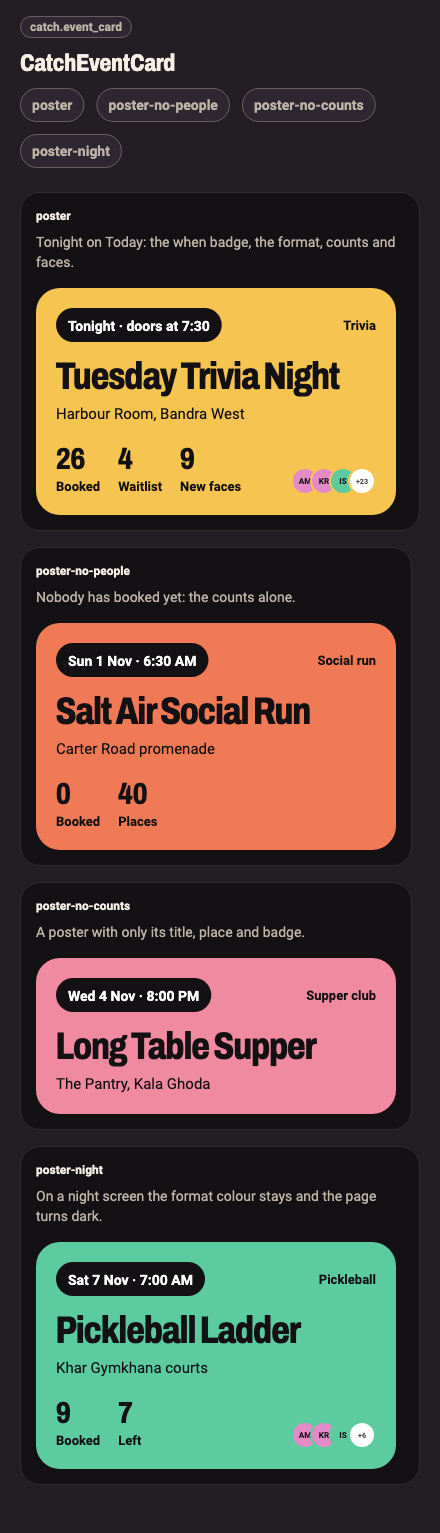 catch.event_card
CatchEventCard
poster
poster-no-people
poster-no-counts
poster-night
poster
Tonight on Today: the when badge, the format, counts and
faces.
Tonight · doors at 7:30
Trivia
Tuesday Trivia Night
Harbour Room, Bandra West
26 4 9
Booked Waitlist New faces
AM KR IS +23
poster-no-people
Nobody has booked yet: the counts alone.
Sun 1 Nov · 6:30 AM
Social run
Salt Air Social Run
Carter Road promenade
0 40
Booked Places
poster-no-counts
A poster with only its title, place and badge.
Wed 4 Nov · 8:00 PM
Supper club
Long Table Supper
The Pantry, Kala Ghoda
poster-night
On a night screen the format colour stays and the page
turns dark.
Sat 7 Nov · 7:00 AM
Pickleball
Pickleball Ladder
Khar Gymkhana courts
9 7
Booked Left
AM KR IS +6